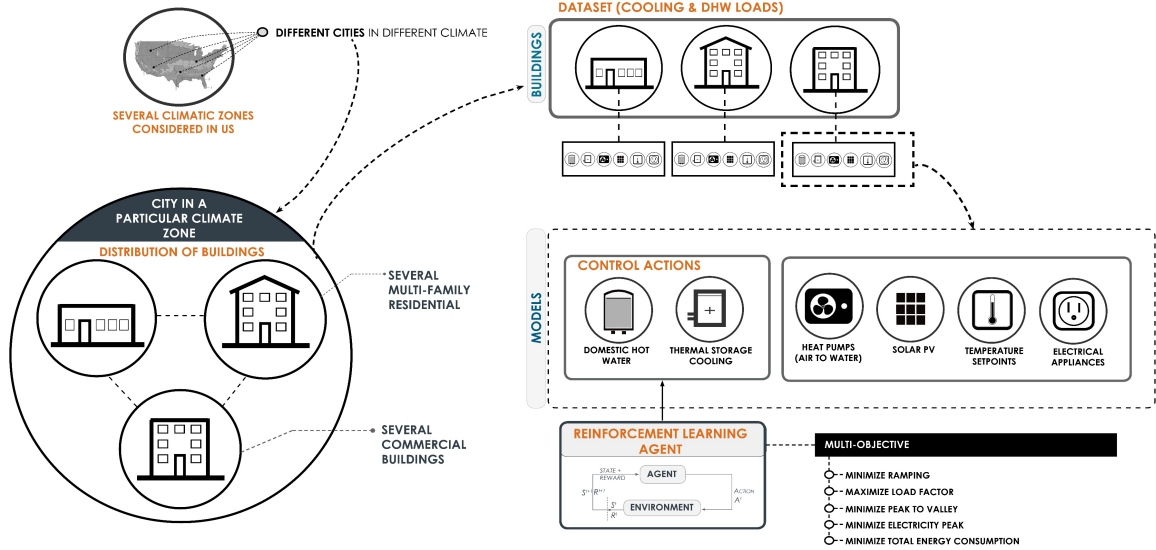 DIFFERENT CITIES IN DIFFERENT CLIMATE
SEVERAL CLIMATIC ZONES
CONSIDERED IN US
CITY IN A
PARTICULAR CLIMATE
ZONE
DISTRIBUTION OF BUILDINGS
SEVERAL
MULTI-FAMILY
RESIDENTIAL
SEVERAL
COMMERCIAL
BUILDINGS
DATASET (COOLING & DHW LOADS)
BUILDINGS
MODELS
CONTROL ACTIONS
DOMESTIC HOT
WATER
THERMAL STORAGE
COOLING
HEAT PUMPS
(AIR TO WATER)
SOLAR PV
TEMPERATURE
SETPOINTS
ELECTRICAL
APPLIANCES
REINFORCEMENT LEARNING
AGENT
STATE +
REWARD
AGENT
ACTION
ENVIRONMENT
MULTI-OBJECTIVE
MINIMIZE RAMPING
MAXIMIZE LOAD FACTOR
MINIMIZE PEAK TO VALLEY
MINIMIZE ELECTRICITY PEAK
MINIMIZE TOTAL ENERGY CONSUMPTION